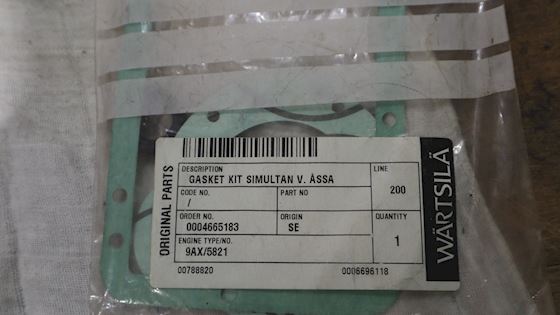 ORIGINAL PARTS
DESCRIPTION
GASKET KIT SIMULTAN V. ÅSSA
LINE
200
CODE NO.
/
PART NO
ORDER NO.
0004665183
ORIGIN
SE
QUANTITY
1
ENGINE TYPE/NO.
9AX/5821
00788820
0006696118
WÄRTSILÄ